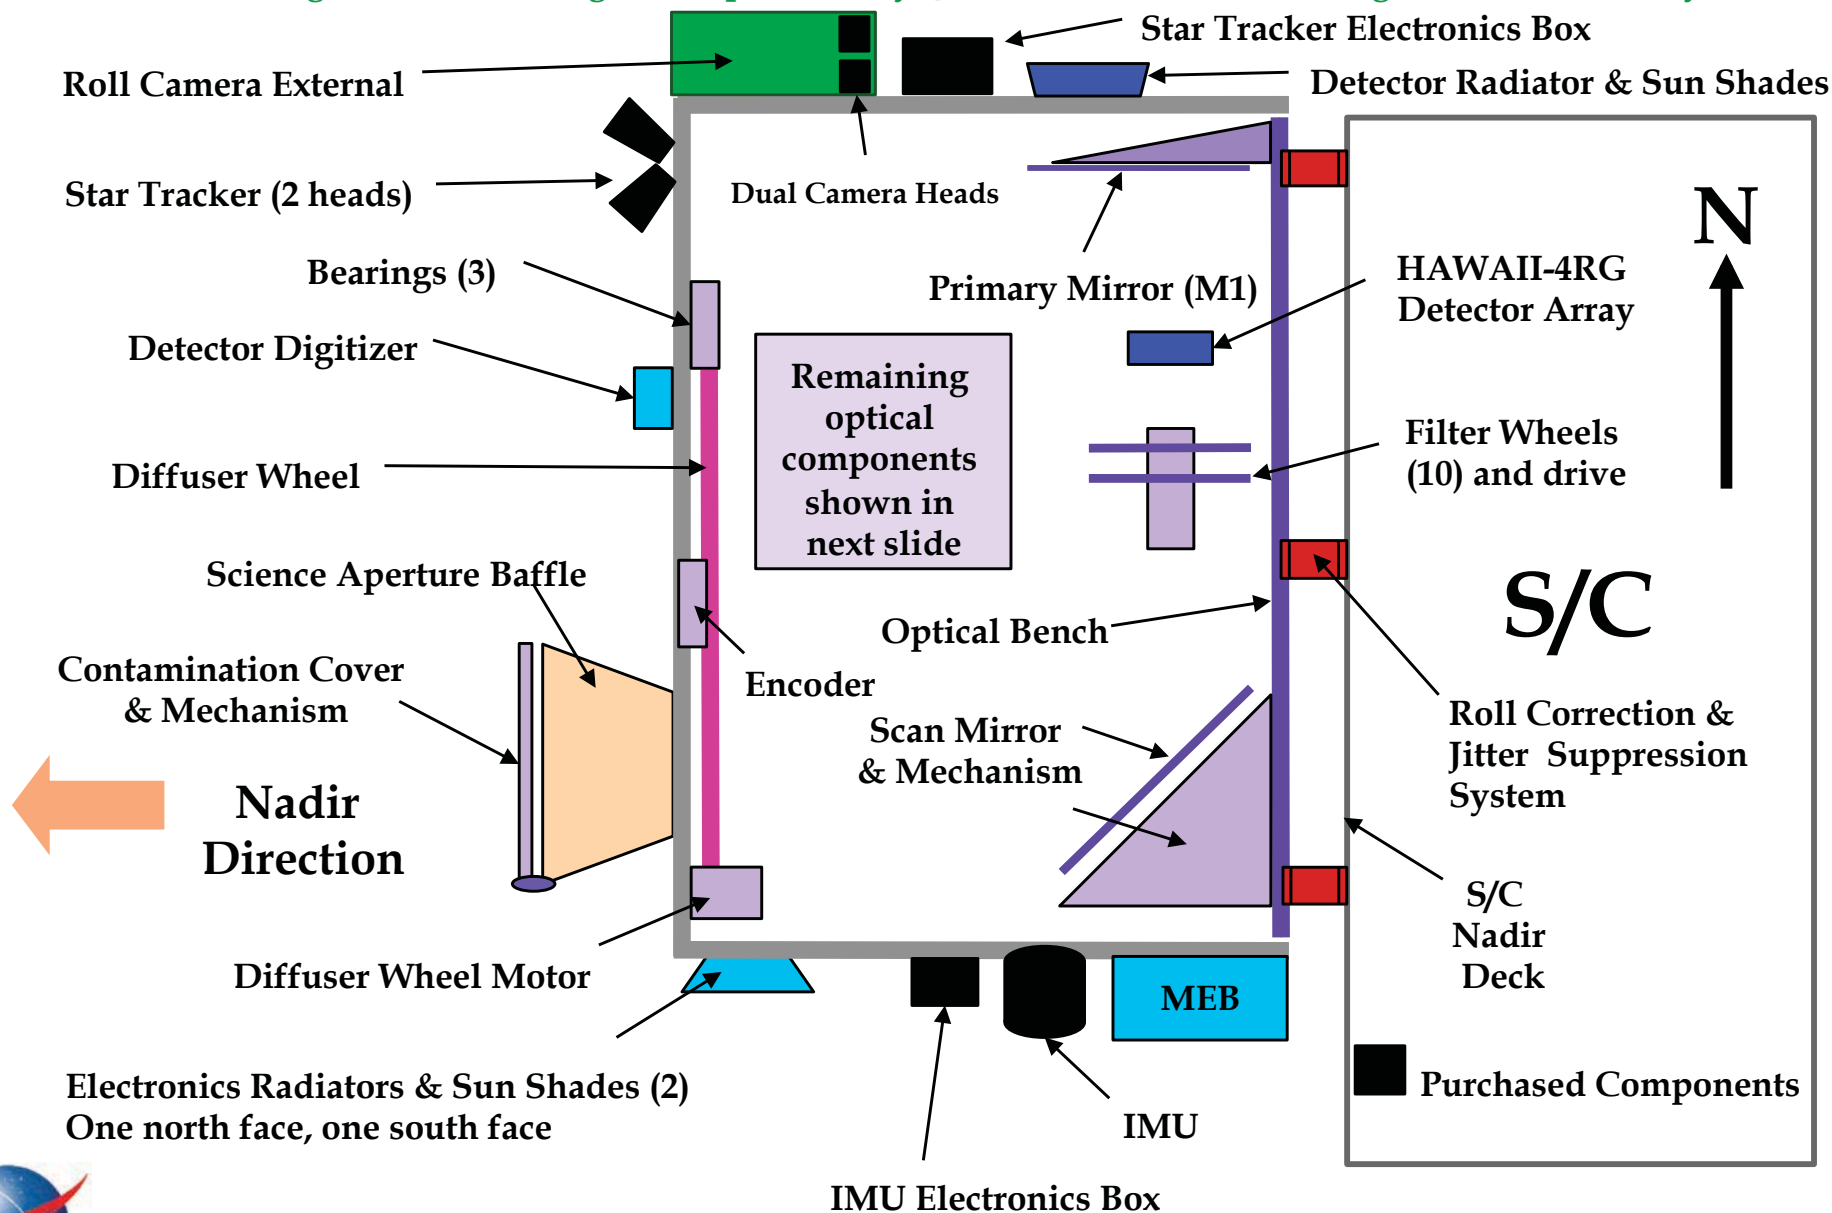 Star Tracker Electronics Box
Roll Camera External
Detector Radiator & Sun Shades
Star Tracker (2 heads)
Dual Camera Heads
N
Bearings (3)
Primary Mirror (M1)
HAWAII-4RG
Detector Array
Detector Digitizer
Remaining
optical
components
shown in
next slide
Diffuser Wheel
Filter Wheels
(10) and drive
Science Aperture Baffle
S/C
Optical Bench
Contamination Cover
& Mechanism
Encoder
Scan Mirror
& Mechanism
Roll Correction &
Jitter Suppression
System
Nadir
Direction
S/C
Nadir
Deck
Diffuser Wheel Motor
MEB
Electronics Radiators & Sun Shades (2)
One north face, one south face
Purchased Components
IMU
IMU Electronics Box